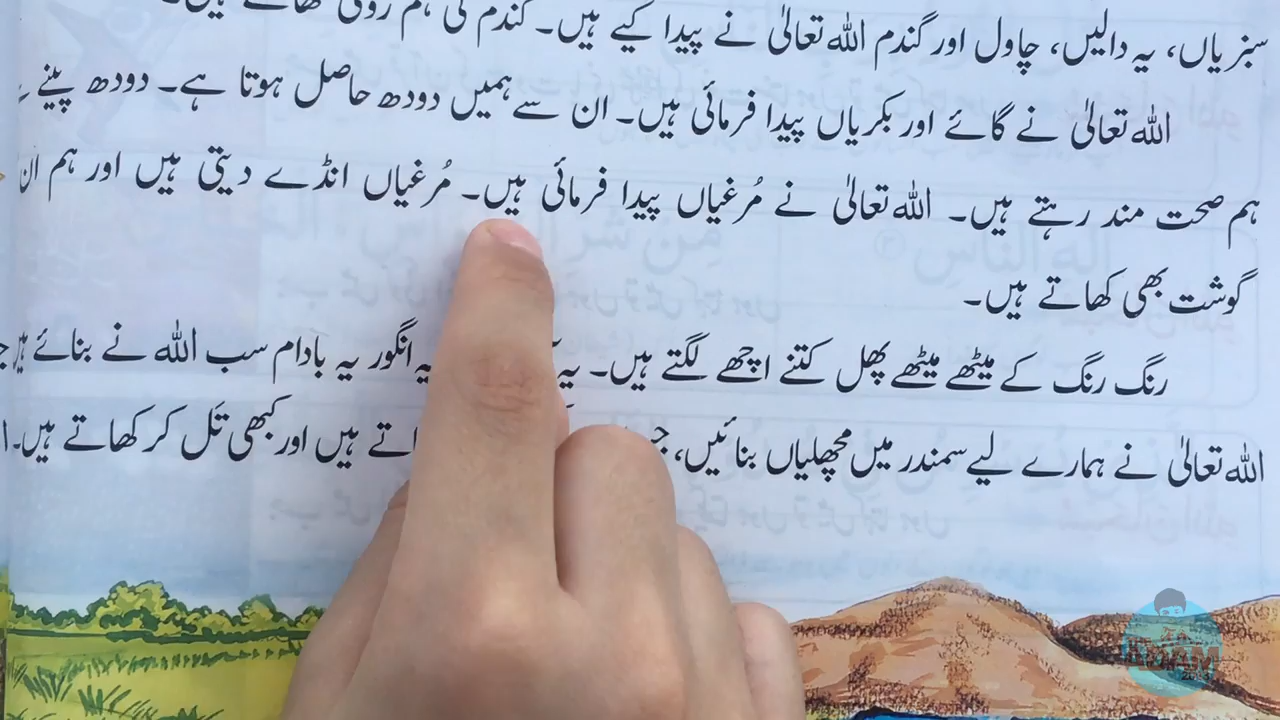 سبزیاں، یہ دالیں، چاول اور گندم اللہ تعالیٰ نے پیدا کیے ہیں۔ گندم کی ہم روٹی کھاتے ہیں۔
اللہ تعالیٰ نے گائے اور بکریاں پیدا فرمائی ہیں۔ ان سے ہمیں دودھ حاصل ہوتا ہے۔ دودھ پینے
ہم صحت مند رہتے ہیں۔ اللہ تعالیٰ نے مُرغیاں پیدا فرمائی ہیں۔ مُرغیاں انڈے دیتی ہیں اور ہم ان
گوشت بھی کھاتے ہیں۔
رنگ رنگ کے میٹھے میٹھے پھل کتنے اچھے لگتے ہیں۔ یہ انگور یہ بادام سب اللہ نے بنائے ہیں
اللہ تعالیٰ نے ہمارے لیے سمندر میں مچھلیاں بنائیں، ہیں اور کبھی تَل کر کھاتے ہیں۔
ADAM